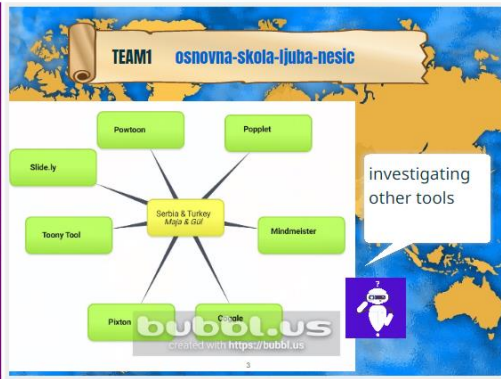 TEAM1 osnovna-skola-ljuba-nesic
Powtoon
Popplet
Slide.ly
Serbia & Turkey
Maja & Gül
Toony Tool
Mindmeister
Pixton
bubbl.us
created with https://bubbl.us
investigating
other tools
?
3